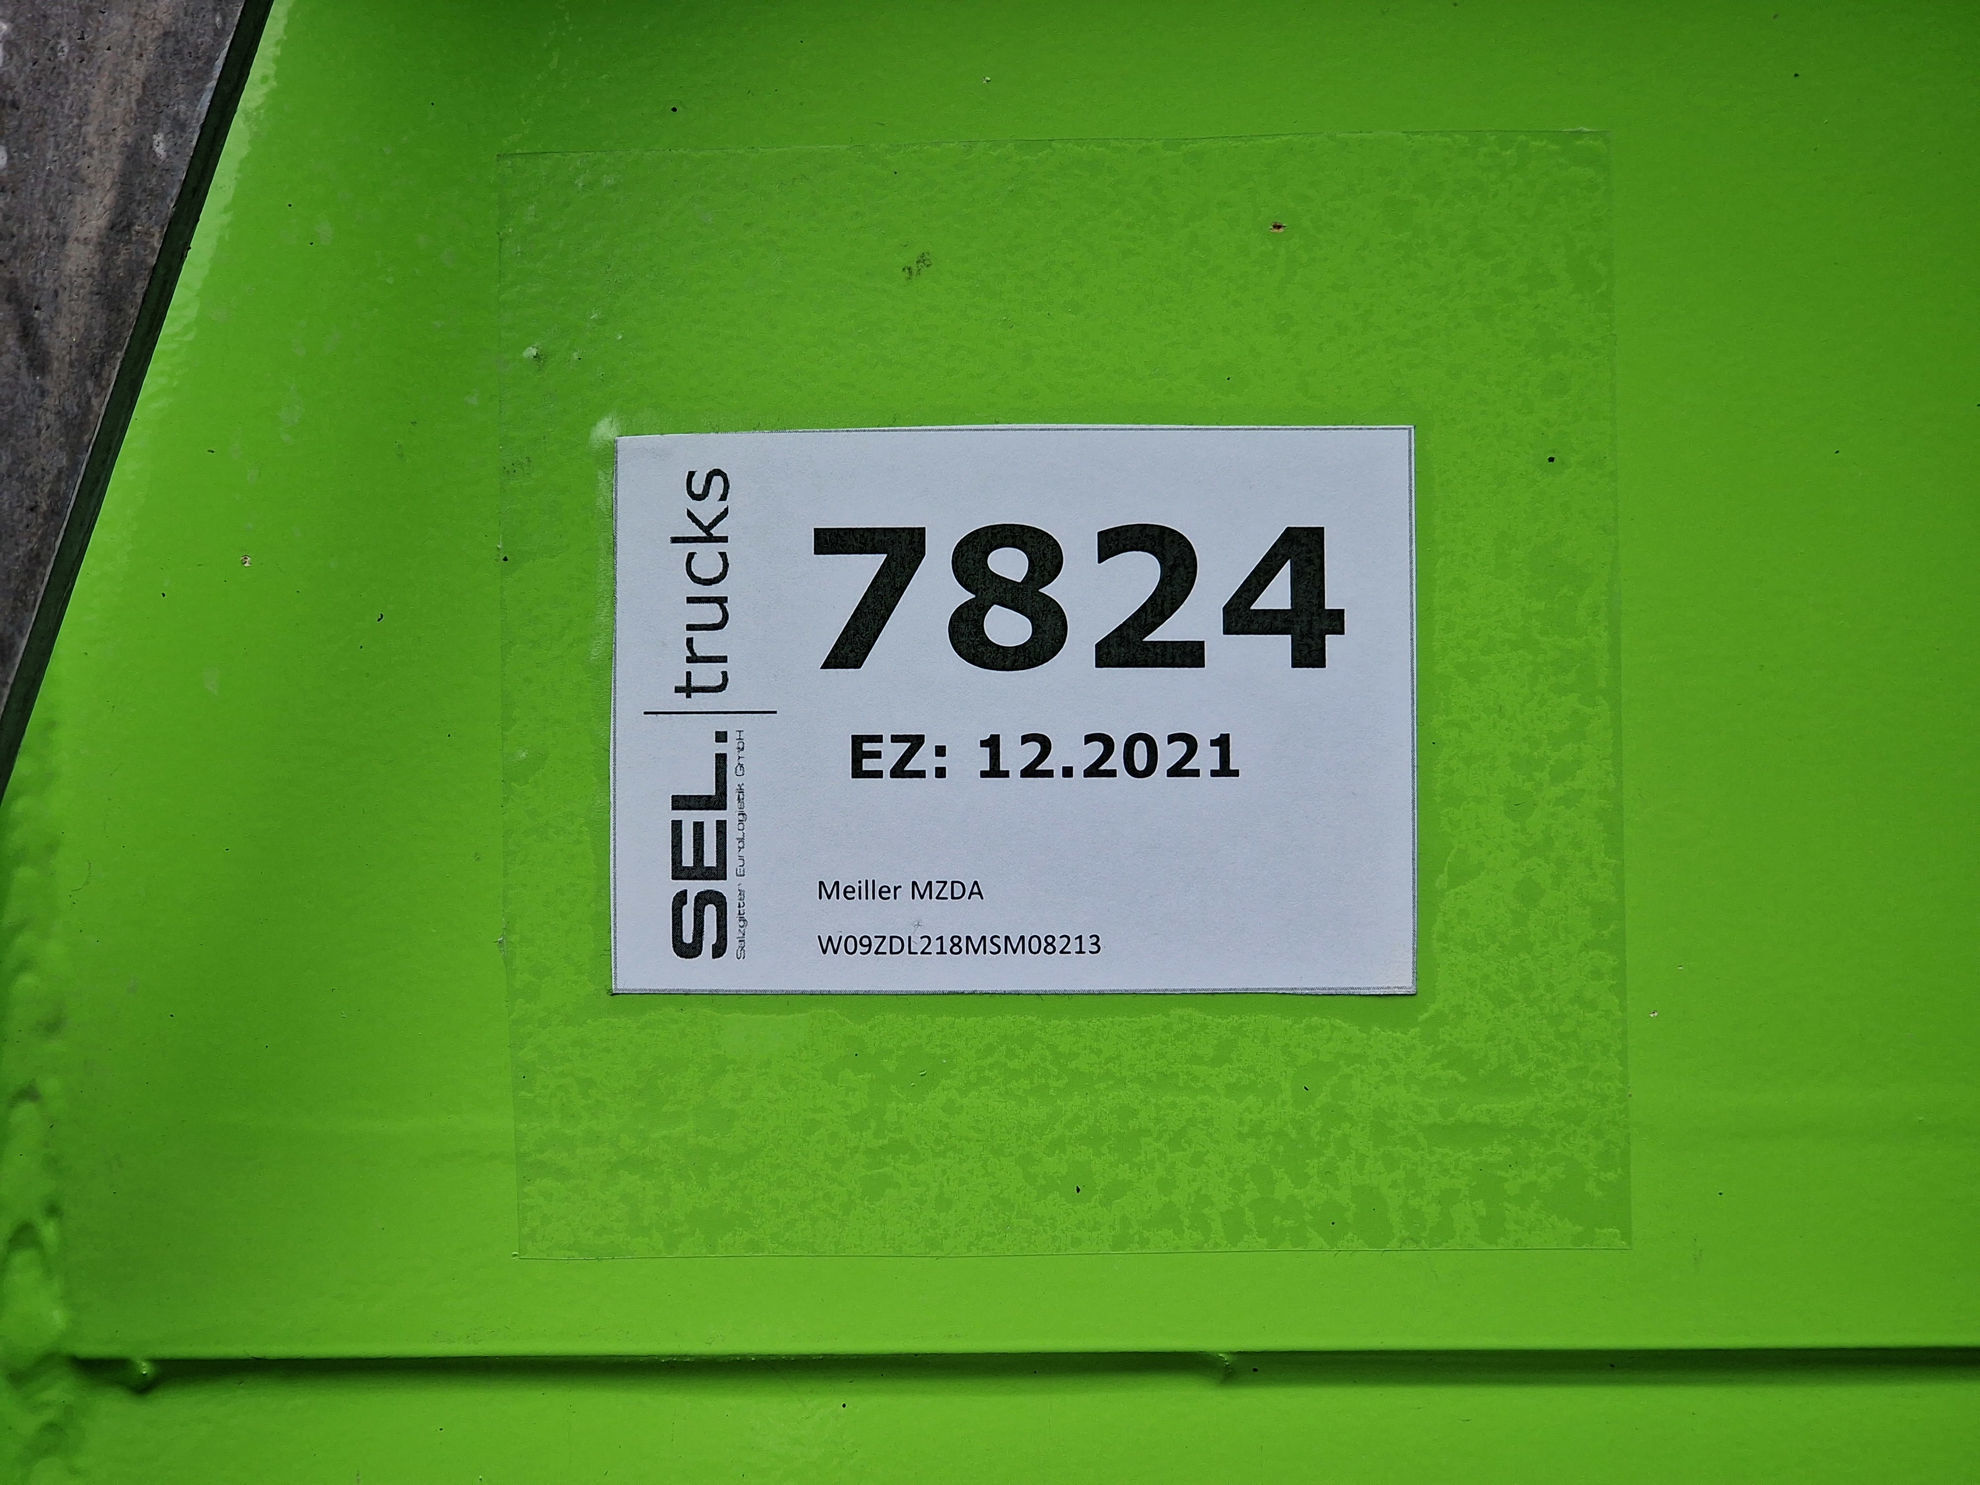 SEL. trucks
Salzgitter EuroLogistik GmbH
7824
EZ: 12.2021
Meiller MZDA
W09ZDL218MSM08213